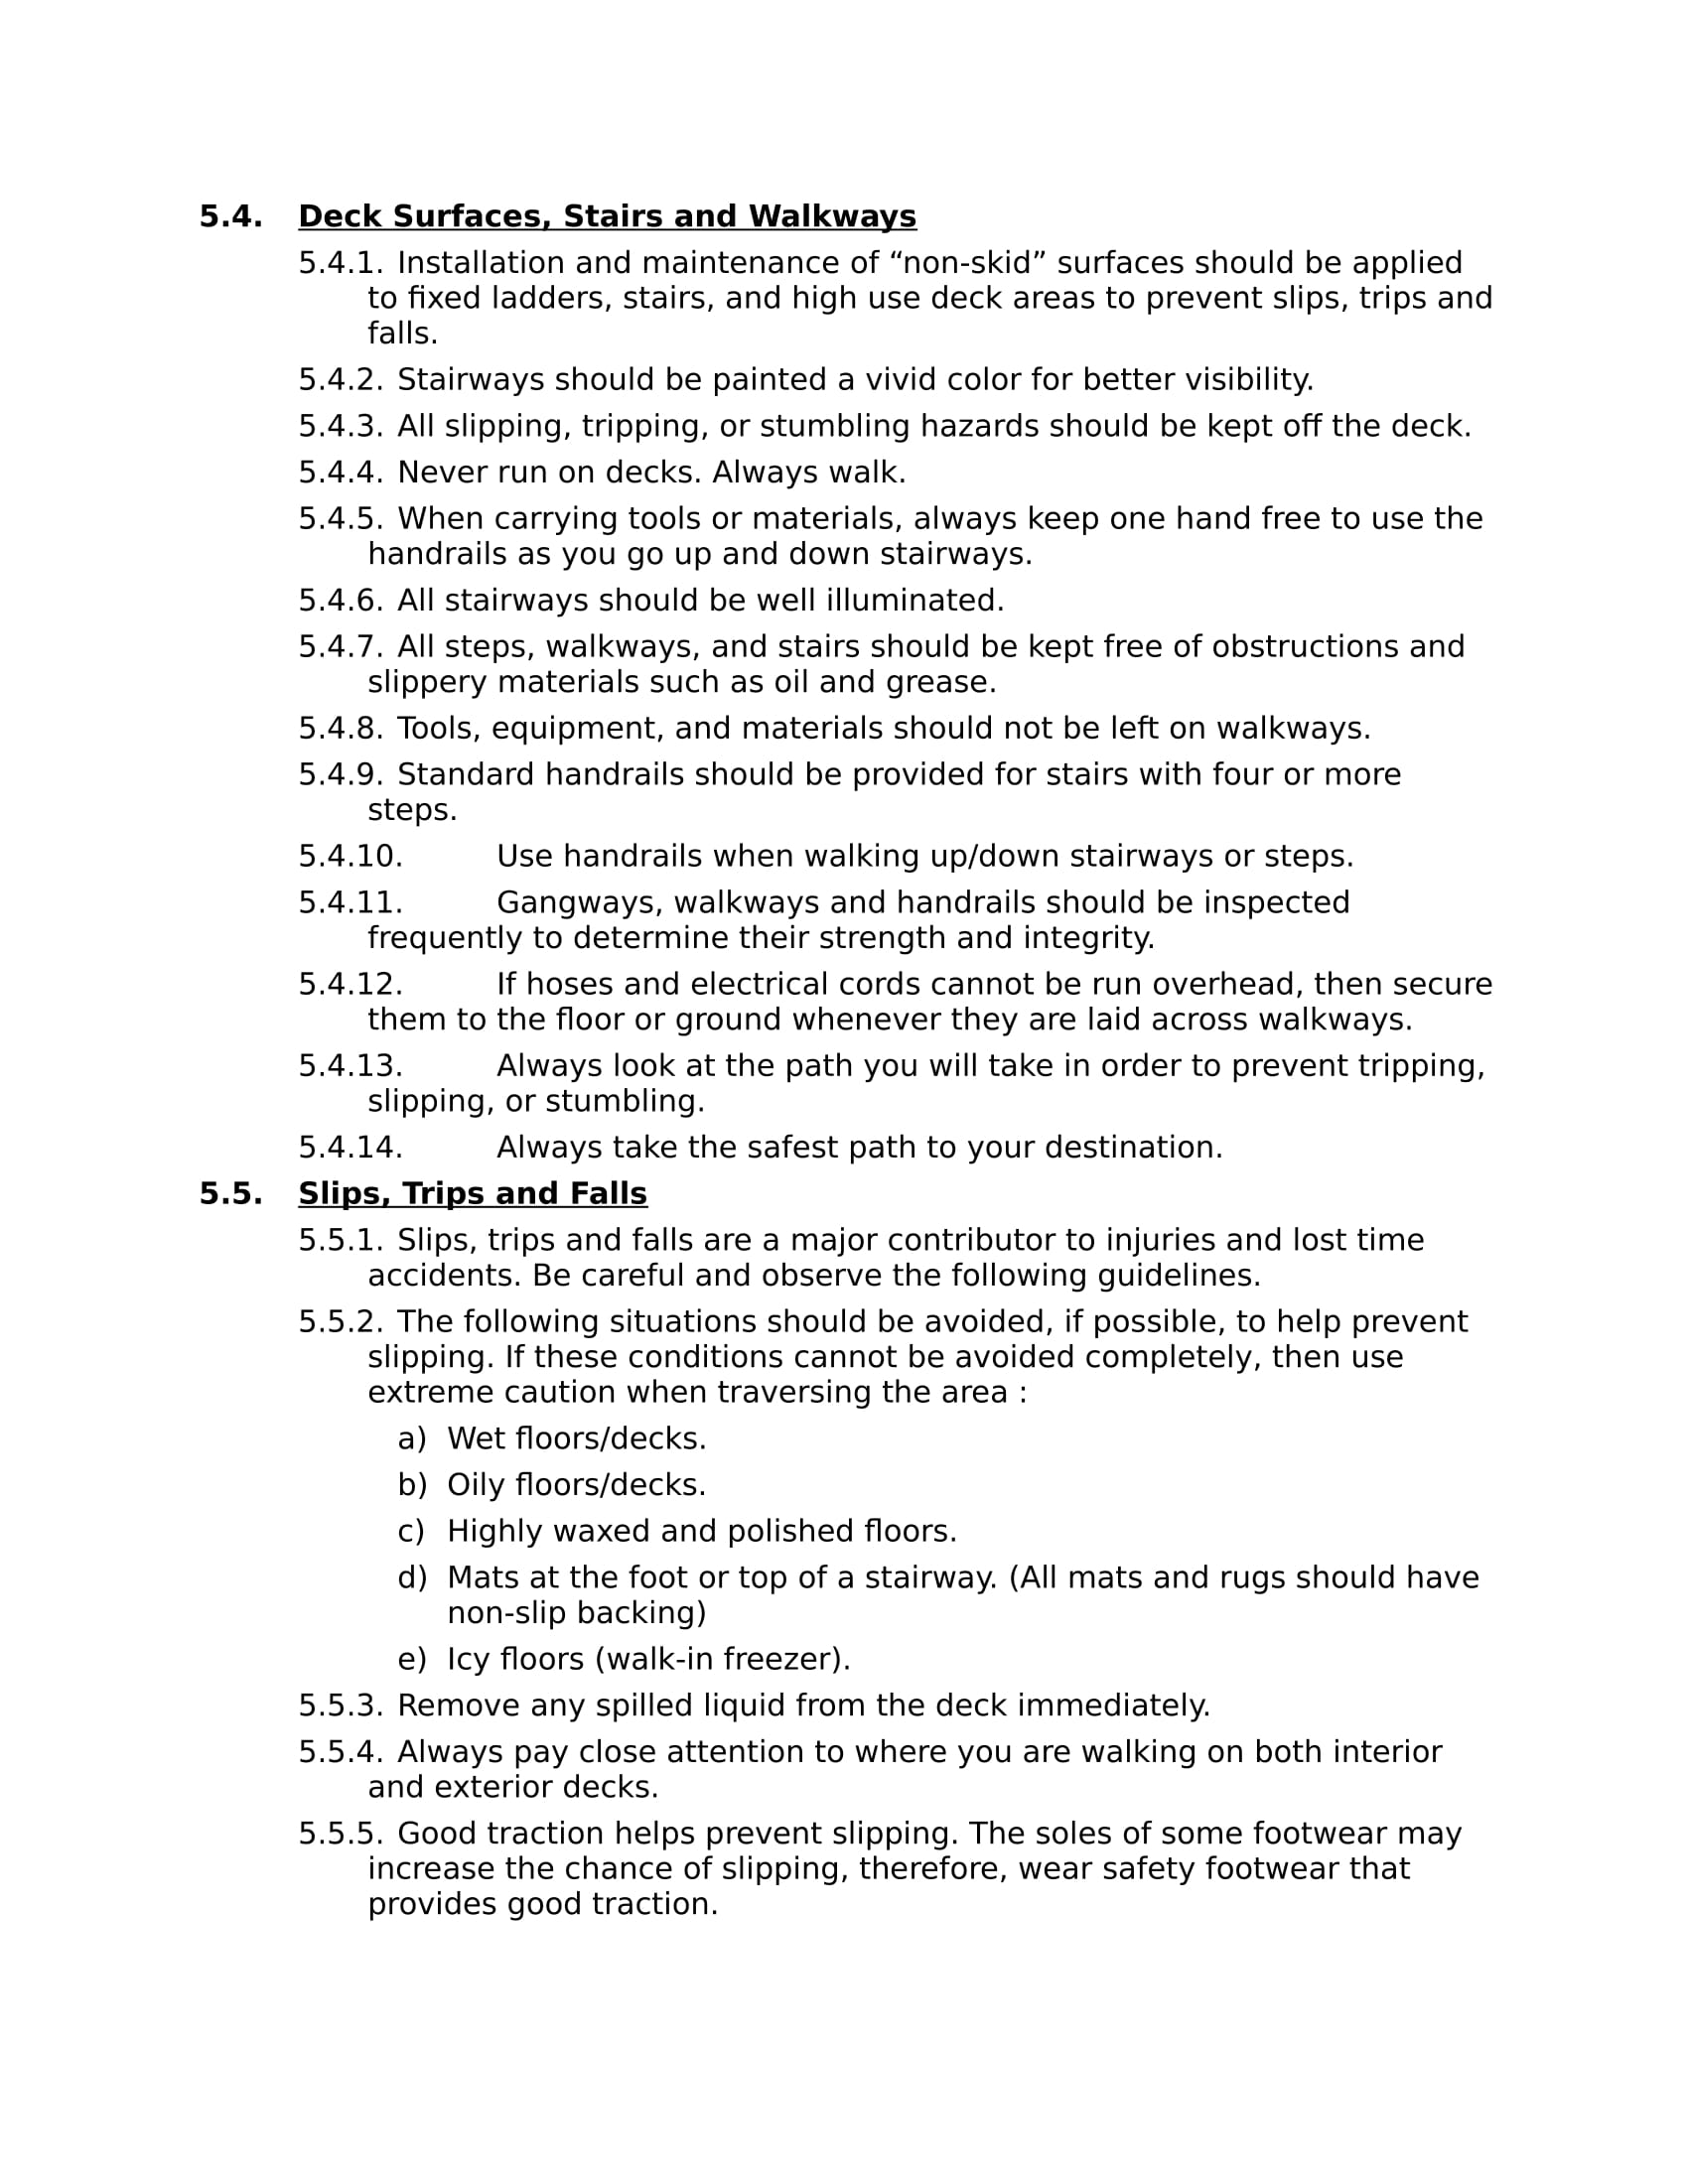 5.4. Deck Surfaces, Stairs and Walkways
5.4.1. Installation and maintenance of “non-skid” surfaces should be applied
to fixed ladders, stairs, and high use deck areas to prevent slips, trips and
falls.
5.4.2. Stairways should be painted a vivid color for better visibility.
5.4.3. All slipping, tripping, or stumbling hazards should be kept off the deck.
5.4.4. Never run on decks. Always walk.
5.4.5. When carrying tools or materials, always keep one hand free to use the
handrails as you go up and down stairways.
5.4.6. All stairways should be well illuminated.
5.4.7. All steps, walkways, and stairs should be kept free of obstructions and
slippery materials such as oil and grease.
5.4.8. Tools, equipment, and materials should not be left on walkways.
5.4.9. Standard handrails should be provided for stairs with four or more
steps.
5.4.10. Use handrails when walking up/down stairways or steps.
5.4.11. Gangways, walkways and handrails should be inspected
frequently to determine their strength and integrity.
5.4.12. If hoses and electrical cords cannot be run overhead, then secure
them to the floor or ground whenever they are laid across walkways.
5.4.13. Always look at the path you will take in order to prevent tripping,
slipping, or stumbling.
5.4.14. Always take the safest path to your destination.
5.5. Slips, Trips and Falls
5.5.1. Slips, trips and falls are a major contributor to injuries and lost time
accidents. Be careful and observe the following guidelines.
5.5.2. The following situations should be avoided, if possible, to help prevent
slipping. If these conditions cannot be avoided completely, then use
extreme caution when traversing the area :
a) Wet floors/decks.
b) Oily floors/decks.
c) Highly waxed and polished floors.
d) Mats at the foot or top of a stairway. (All mats and rugs should have
non-slip backing)
e) Icy floors (walk-in freezer).
5.5.3. Remove any spilled liquid from the deck immediately.
5.5.4. Always pay close attention to where you are walking on both interior
and exterior decks.
5.5.5. Good traction helps prevent slipping. The soles of some footwear may
increase the chance of slipping, therefore, wear safety footwear that
provides good traction.